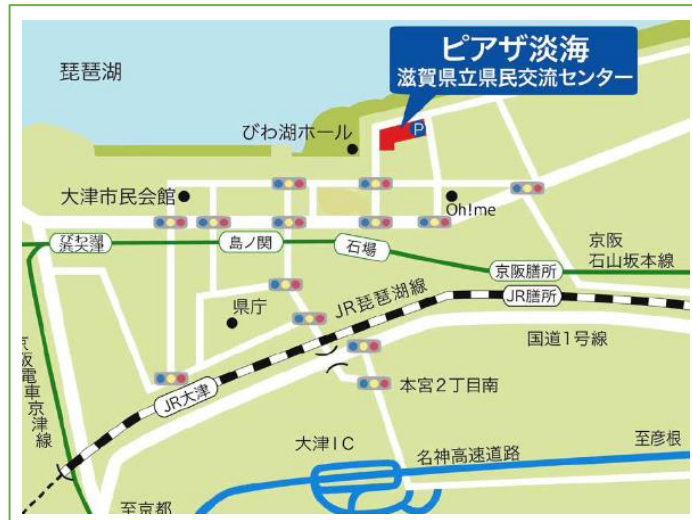 ピアザ淡海
滋賀県立県民交流センター
琵琶湖
P
びわ湖ホール
大津市民会館
Oh!me
びわ湖
浜大津
島ノ関
石場
京阪
石山坂本線
京阪膳所
JR膳所
JR琵琶湖線
県庁
国道1号線
京阪電車京津線
JR大津
本宮2丁目南
大津IC
名神高速道路
至彦根
至京都